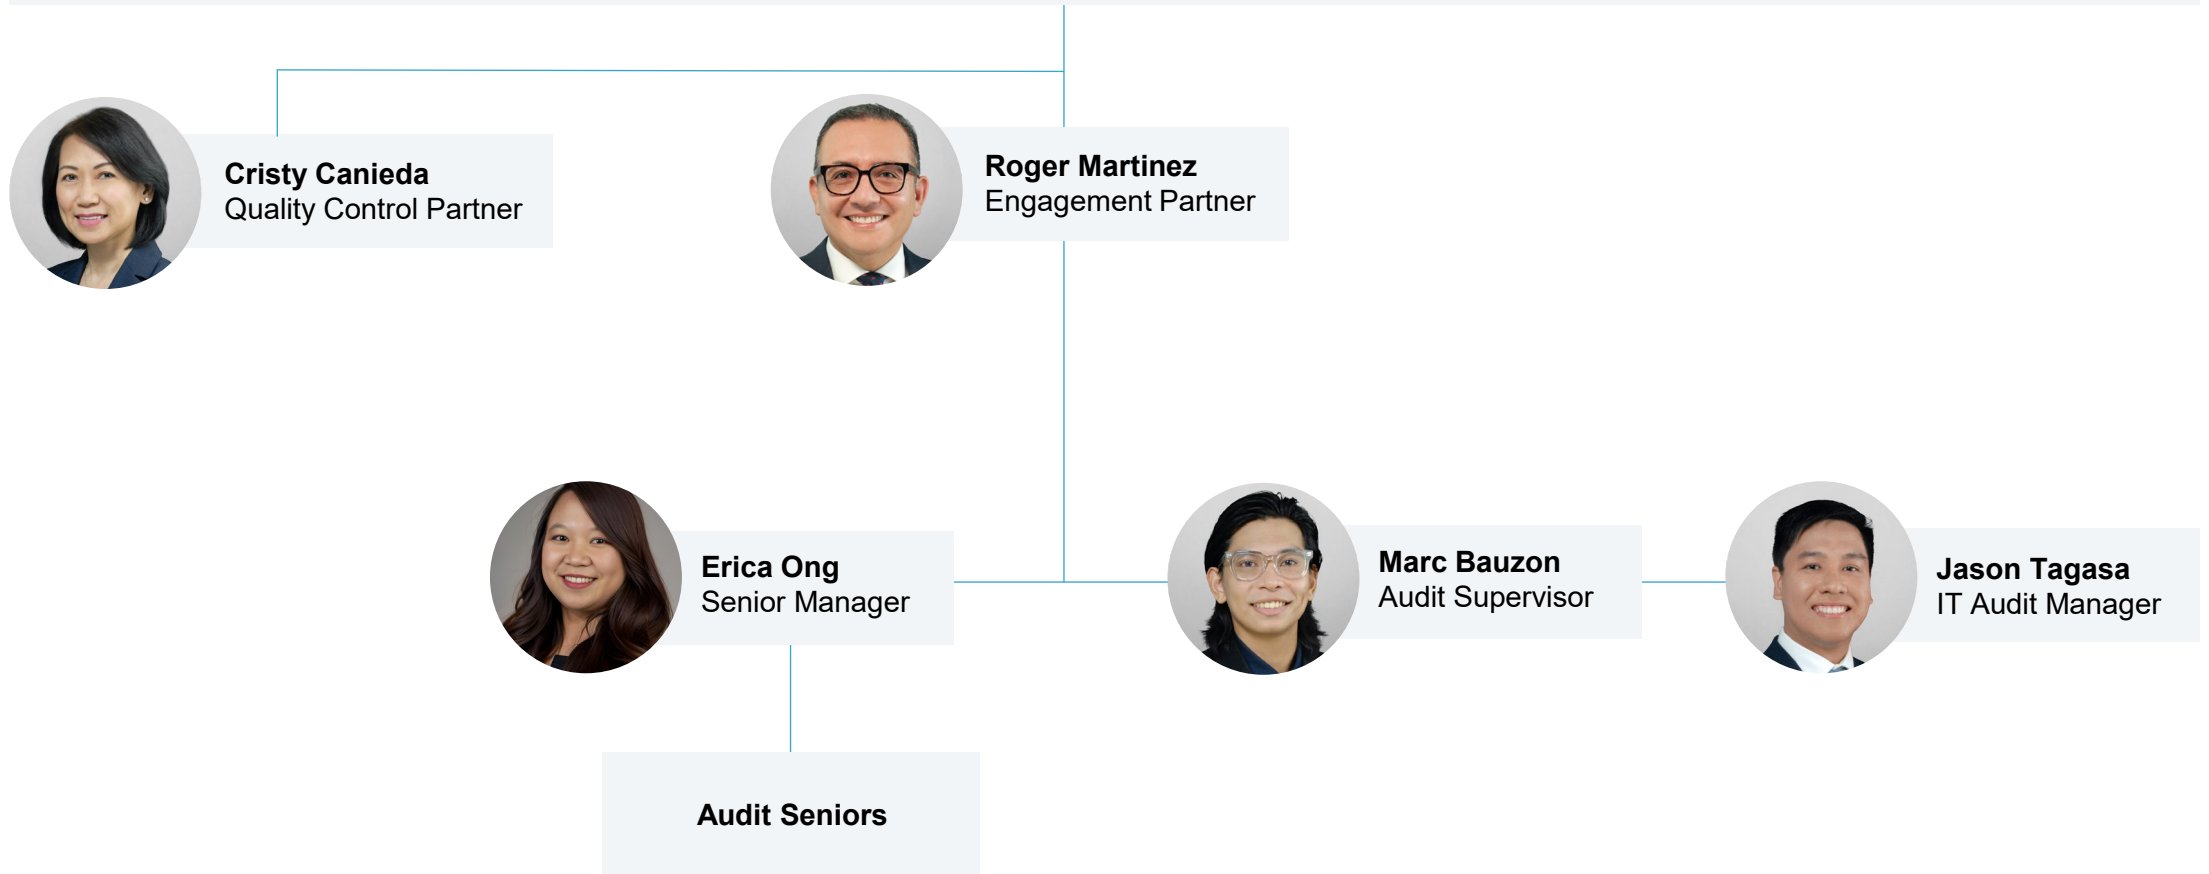 Cristy Canieda
Quality Control Partner
Roger Martinez
Engagement Partner
Erica Ong
Senior Manager
Marc Bauzon
Audit Supervisor
Jason Tagasa
IT Audit Manager
Audit Seniors